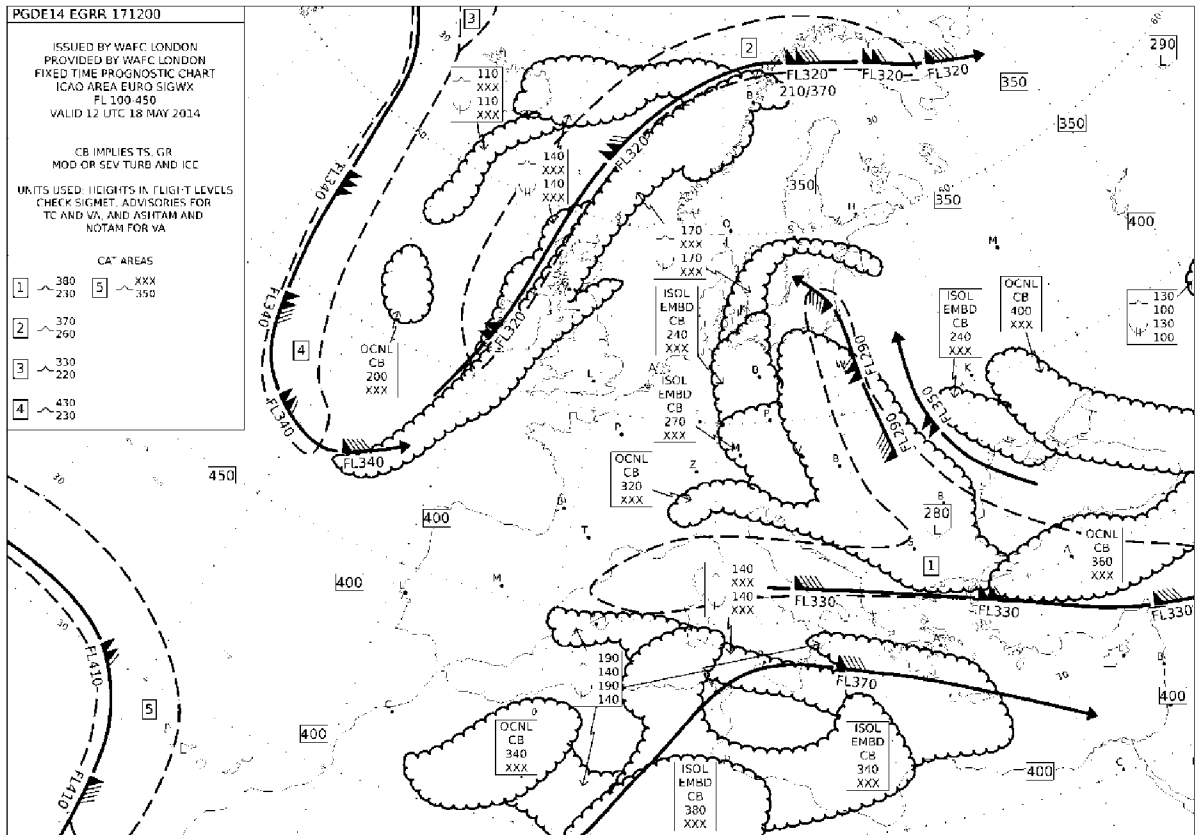 PGDE14 EGRR 171200
ISSUED BY WAFC LONDON
PROVIDED BY WAFC LONDON
FIXED TIME PROGNOSTIC CHART
ICAO AREA EURO SIGWX
FL 100-450
VALID 12 UTC 18 MAY 2014
CB IMPLIES TS, GR
MOD OR SEV TURB AND ICE
UNITS USED: HEIGHTS IN FLIGHT LEVELS
CHECK SIGMET, ADVISORIES FOR
TC AND VA, AND ASHTAM AND
NOTAM FOR VA
CAT AREAS
1 380
230
5 XXX
350
2 370
260
3 330
220
4 430
230
3
30
2
60
290
L
110
XXX
110
XXX
FL320
FL320
FL320
210/370
350
B
30
350
60
FL320
140
XXX
140
XXX
350
60
350
H
400
FL340
O
S
M
170
XXX
170
XXX
FL340
FL320
4
OCNL
CB
200
XXX
ISOL
EMBD
CB
240
XXX
ISOL
EMBD
CB
240
XXX
OCNL
CB
400
XXX
130
100
130
100
FL290
L
A
B
K
ISOL
EMBD
CB
270
XXX
FL350
FL340
P
P
M
FL290
FL340
OCNL
CB
320
XXX
Z
B
450
30
B
400
280
L
OCNL
CB
360
XXX
T
S
A
1
400
L
M
140
XXX
140
XXX
FL330
FL330
FL330
30
FL410
190
140
190
140
FL370
B
400
5
C
OCNL
CB
340
XXX
ISOL
EMBD
CB
340
XXX
400
FL410
ISOL
EMBD
CB
380
XXX
400
C